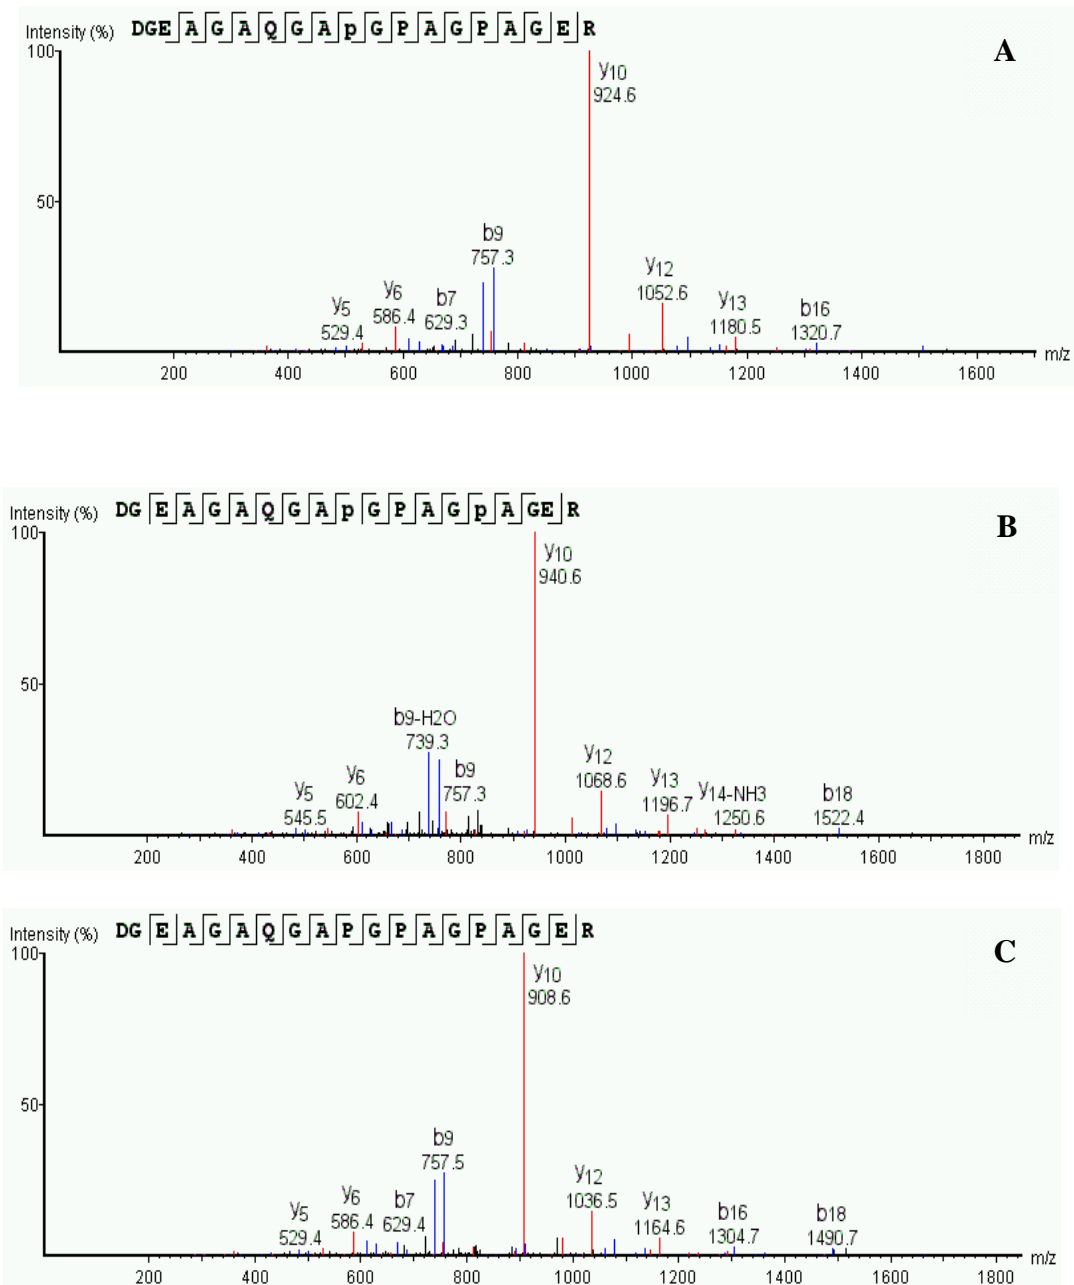 Intensity (%) DGEAGAQGApGPAGPAGER
A
100
y10
924.6
50
b9
757.3
y12
1052.6
y5
529.4
y6
586.4
b7
629.3
y13
1180.5
b16
1320.7
m/z
200 400 600 800 1000 1200 1400 1600
Intensity (%) DGEAGAQGApGPAGpAGER
B
100
y10
940.6
50
b9-H2O
739.3
y5
545.5
y6
602.4
b9
757.3
y12
1068.6
y13
1196.7
y14-NH3
1250.6
b18
1522.4
m/z
200 400 600 800 1000 1200 1400 1600 1800
Intensity (%) DGEAGAQGAPGPAGPAGER
C
100
y10
908.6
50
b9
757.5
y5
529.4
y6
586.4
b7
629.4
y12
1036.5
y13
1164.6
b16
1304.7
b18
1490.7
m/z
200 400 600 800 1000 1200 1400 1600 1800